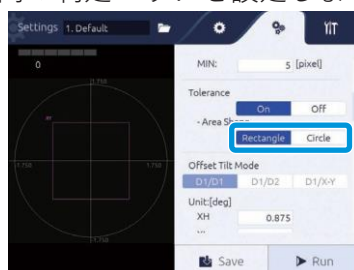 Settings 1. Default
0
1.750
AF
1.750
1.750
1.750
MIN: 5 [pixel]
Tolerance
On Off
- Area Shape
Rectangle Circle
Offset Tilt Mode
D1/D1 D1/D2 D1/X-Y
Unit:[deg]
XH 0.875
Save Run